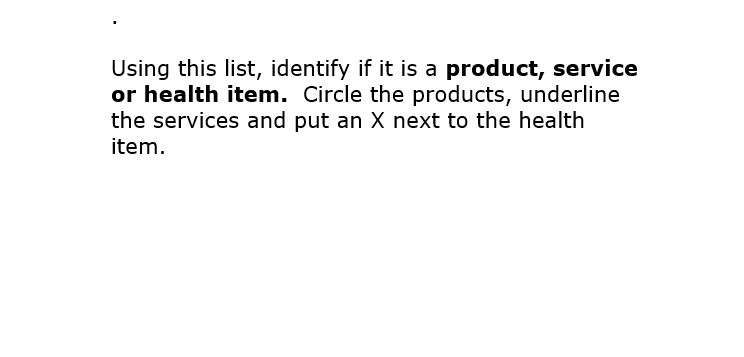 .
Using this list, identify if it is a product, service
or health item.  Circle the products, underline
the services and put an X next to the health
item.